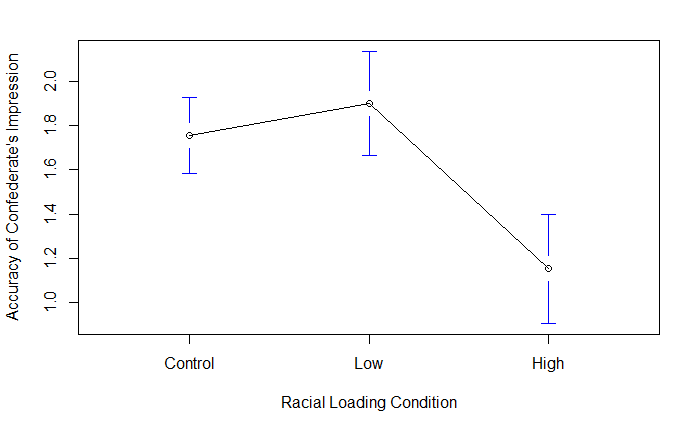 Accuracy of Confederate's Impression
2.0
1.8
1.6
1.4
1.2
1.0
Control Low High
Racial Loading Condition